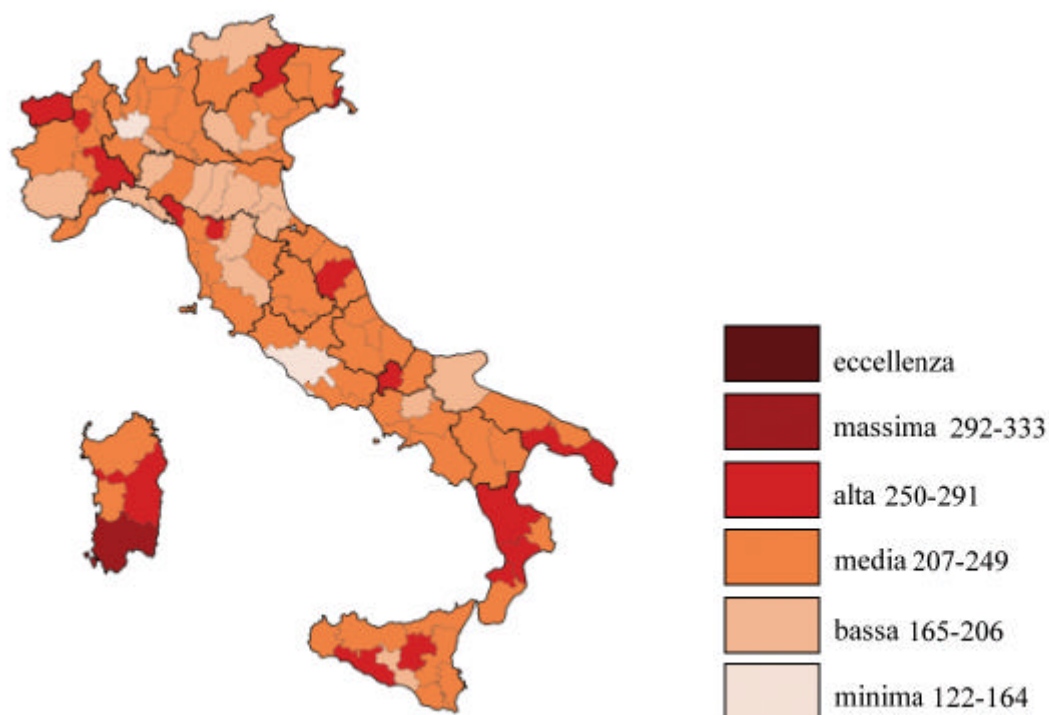 eccellenza
massima 292-333
alta 250-291
media 207-249
bassa 165-206
minima 122-164